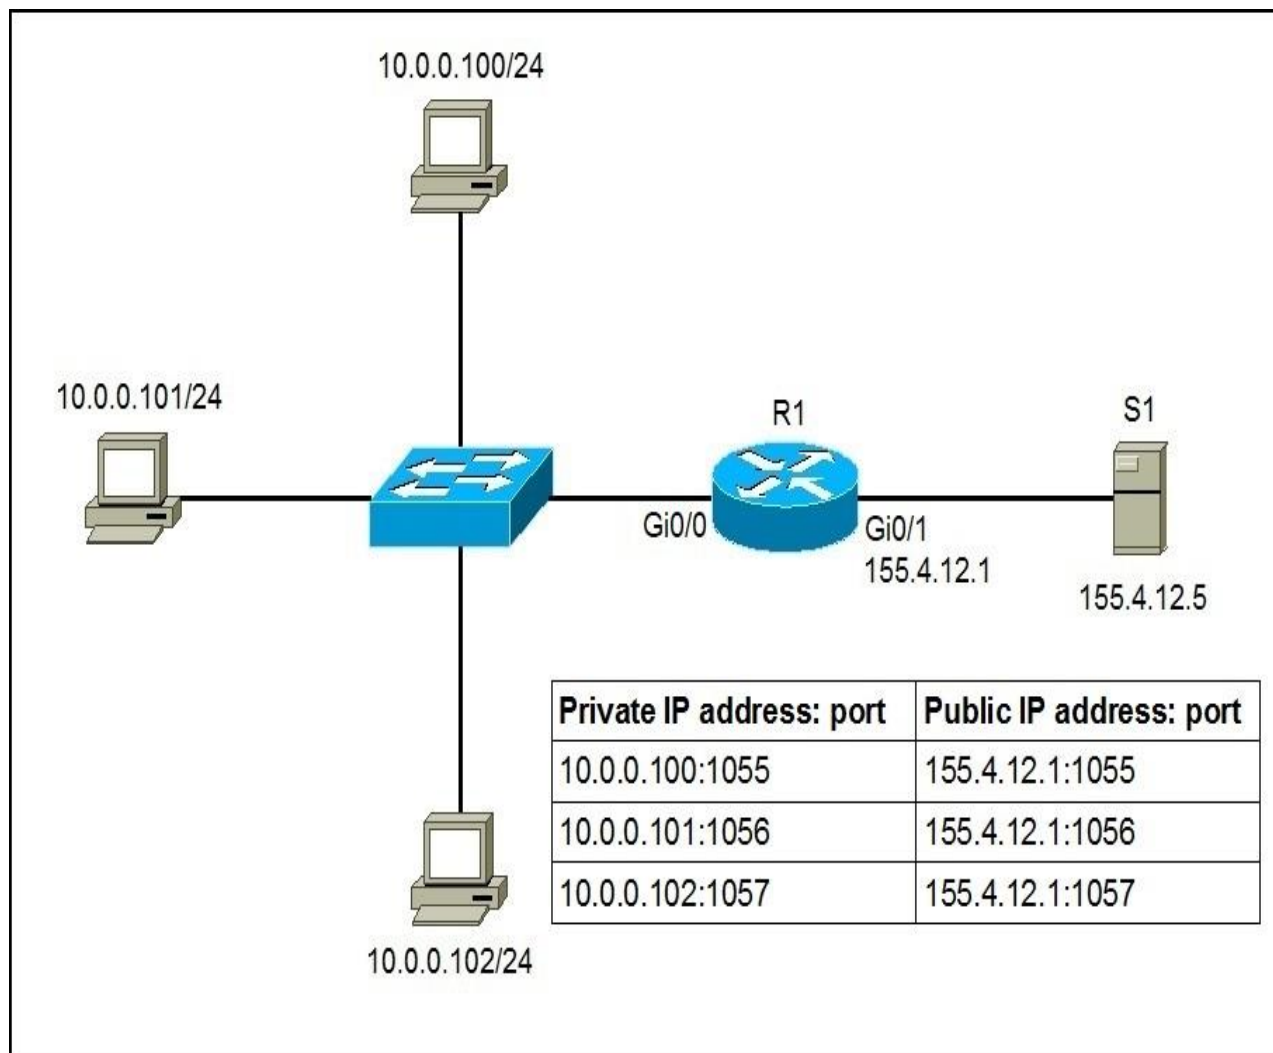 10.0.0.100/24
10.0.0.101/24
R1
S1
Gi0/0
Gi0/1
155.4.12.1
155.4.12.5
Private IP address: port
Public IP address: port
10.0.0.100:1055
155.4.12.1:1055
10.0.0.101:1056
155.4.12.1:1056
10.0.0.102:1057
155.4.12.1:1057
10.0.0.102/24